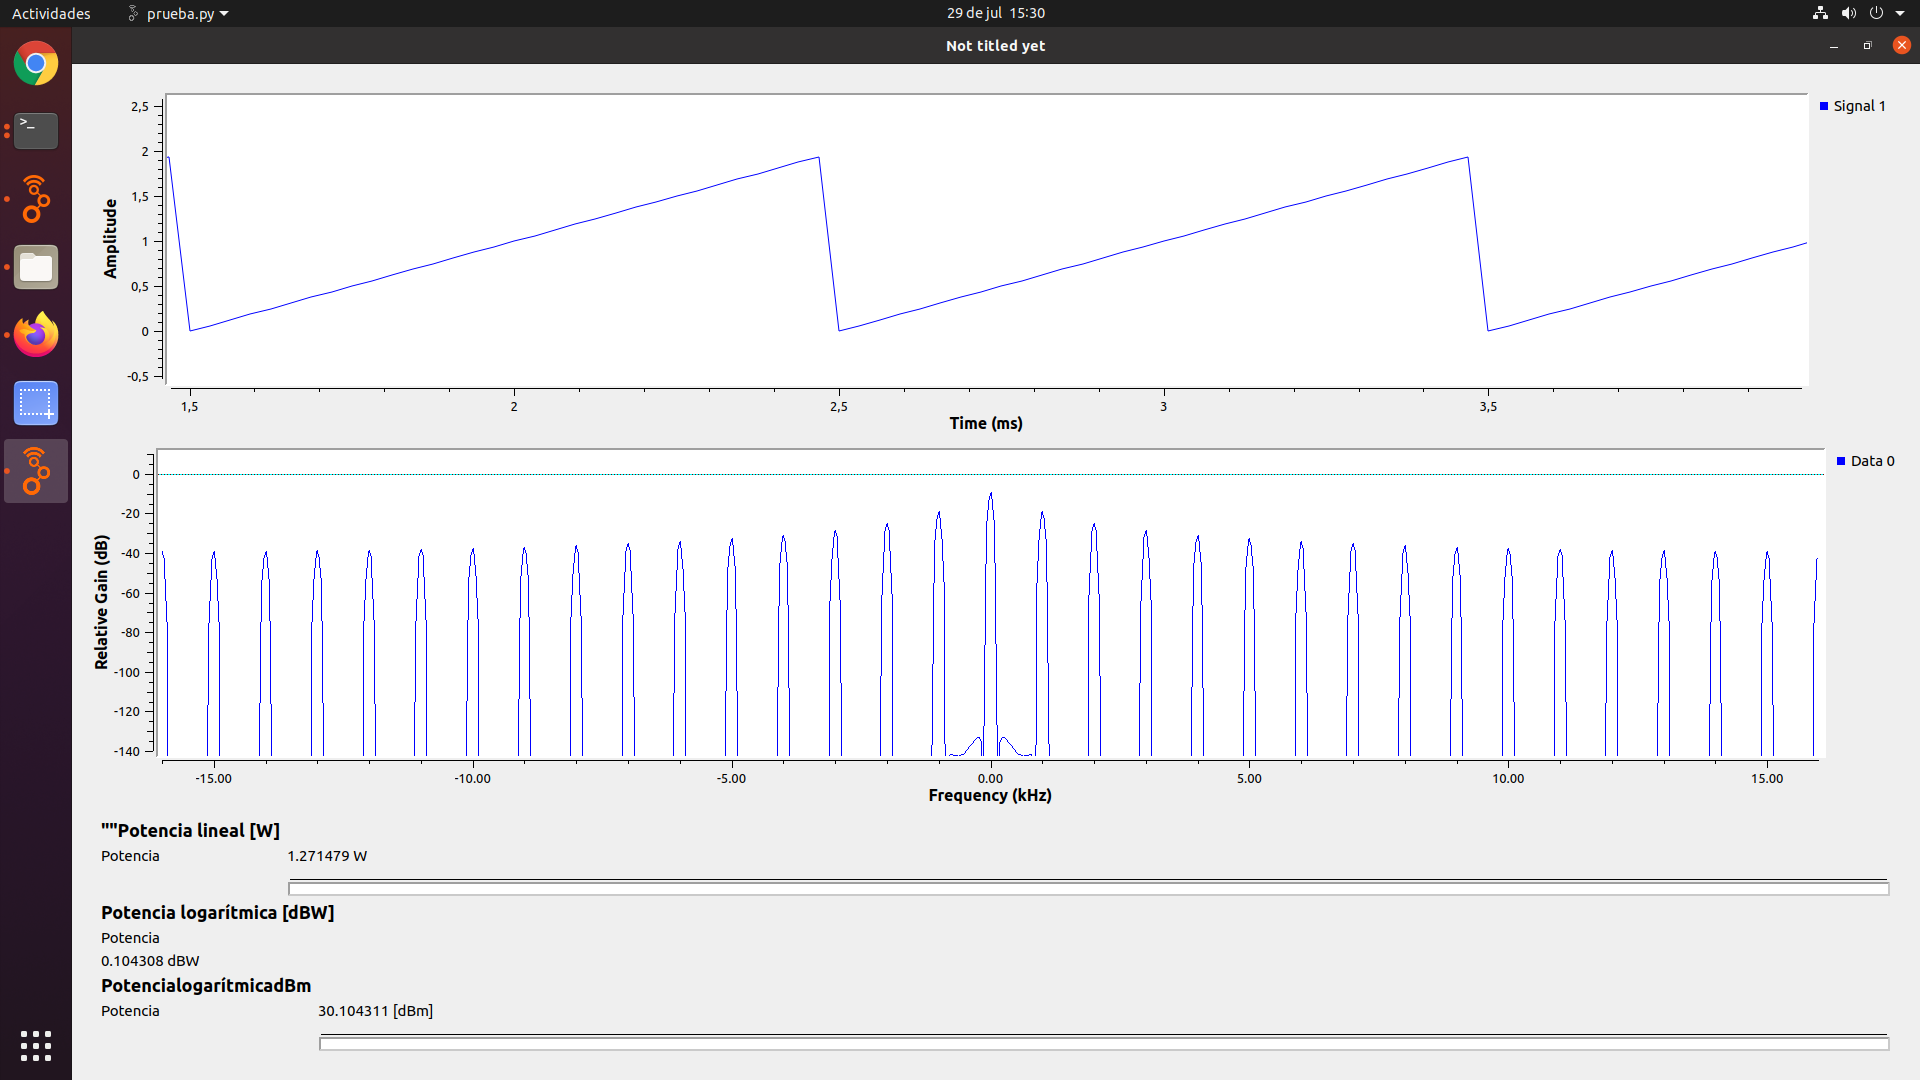 Actividades prueba.py 29 de jul 15:30
Not titled yet
>_
Signal 1
2,5
2
1,5
1
0,5
0
-0,5
Amplitude
1,5 2 2,5 3 3,5
Time (ms)
Data 0
0
-20
-40
-60
-80
-100
-120
-140
Relative Gain (dB)
-15.00 -10.00 -5.00 0.00 5.00 10.00 15.00
Frequency (kHz)
""Potencia lineal [W]
Potencia 1.271479 W
Potencia logarítmica [dBW]
Potencia
0.104308 dBW
PotencialogarítmicadBm
Potencia 30.104311 [dBm]